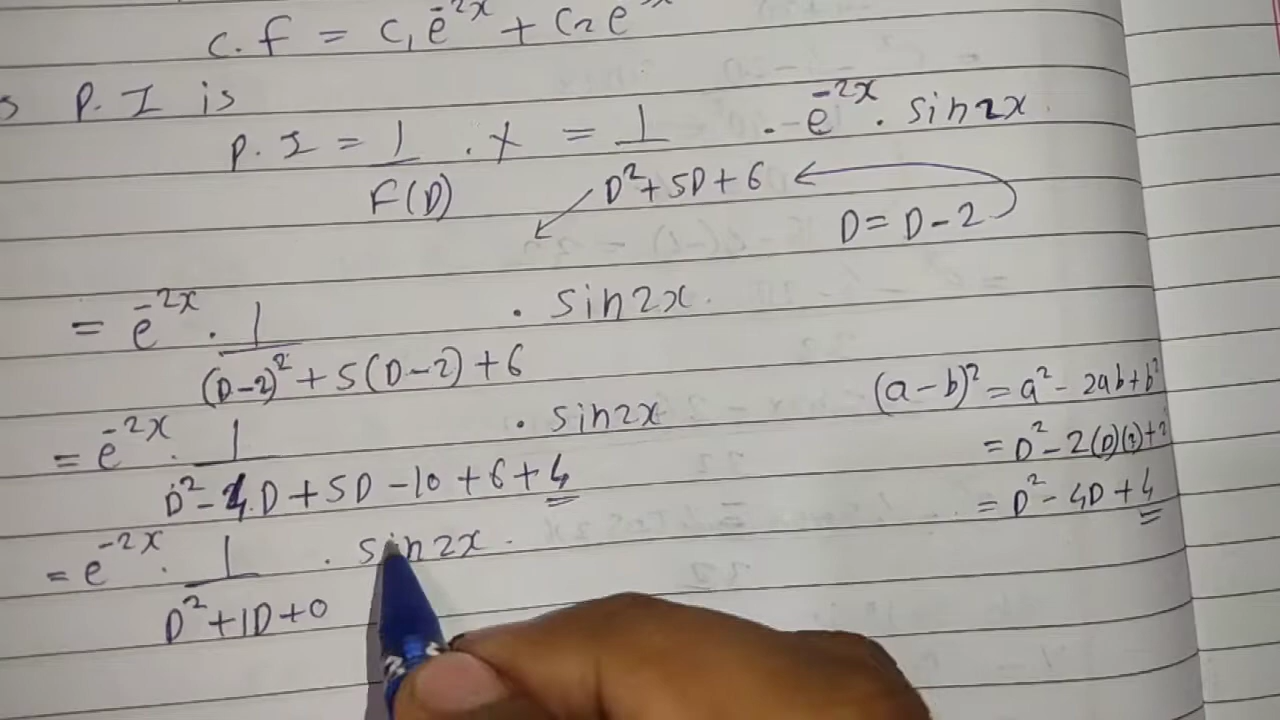 C.F = C₁e⁻²ˣ + C₂e
P.I is
P.I = 1/F(D) . X = 1/(D²+5D+6) . e⁻²ˣ . sin2x
D = D-2
= e⁻²ˣ . 1/((D-2)²+5(D-2)+6) . sin2x.
= e⁻²ˣ . 1/(D²-4D+5D-10+6+4) . sin2x
= e⁻²ˣ . 1/(D²+1D+0) . sin2x.
(a-b)² = a²-2ab+b²
= D²-2(D)(2)+2
= D²-4D+4